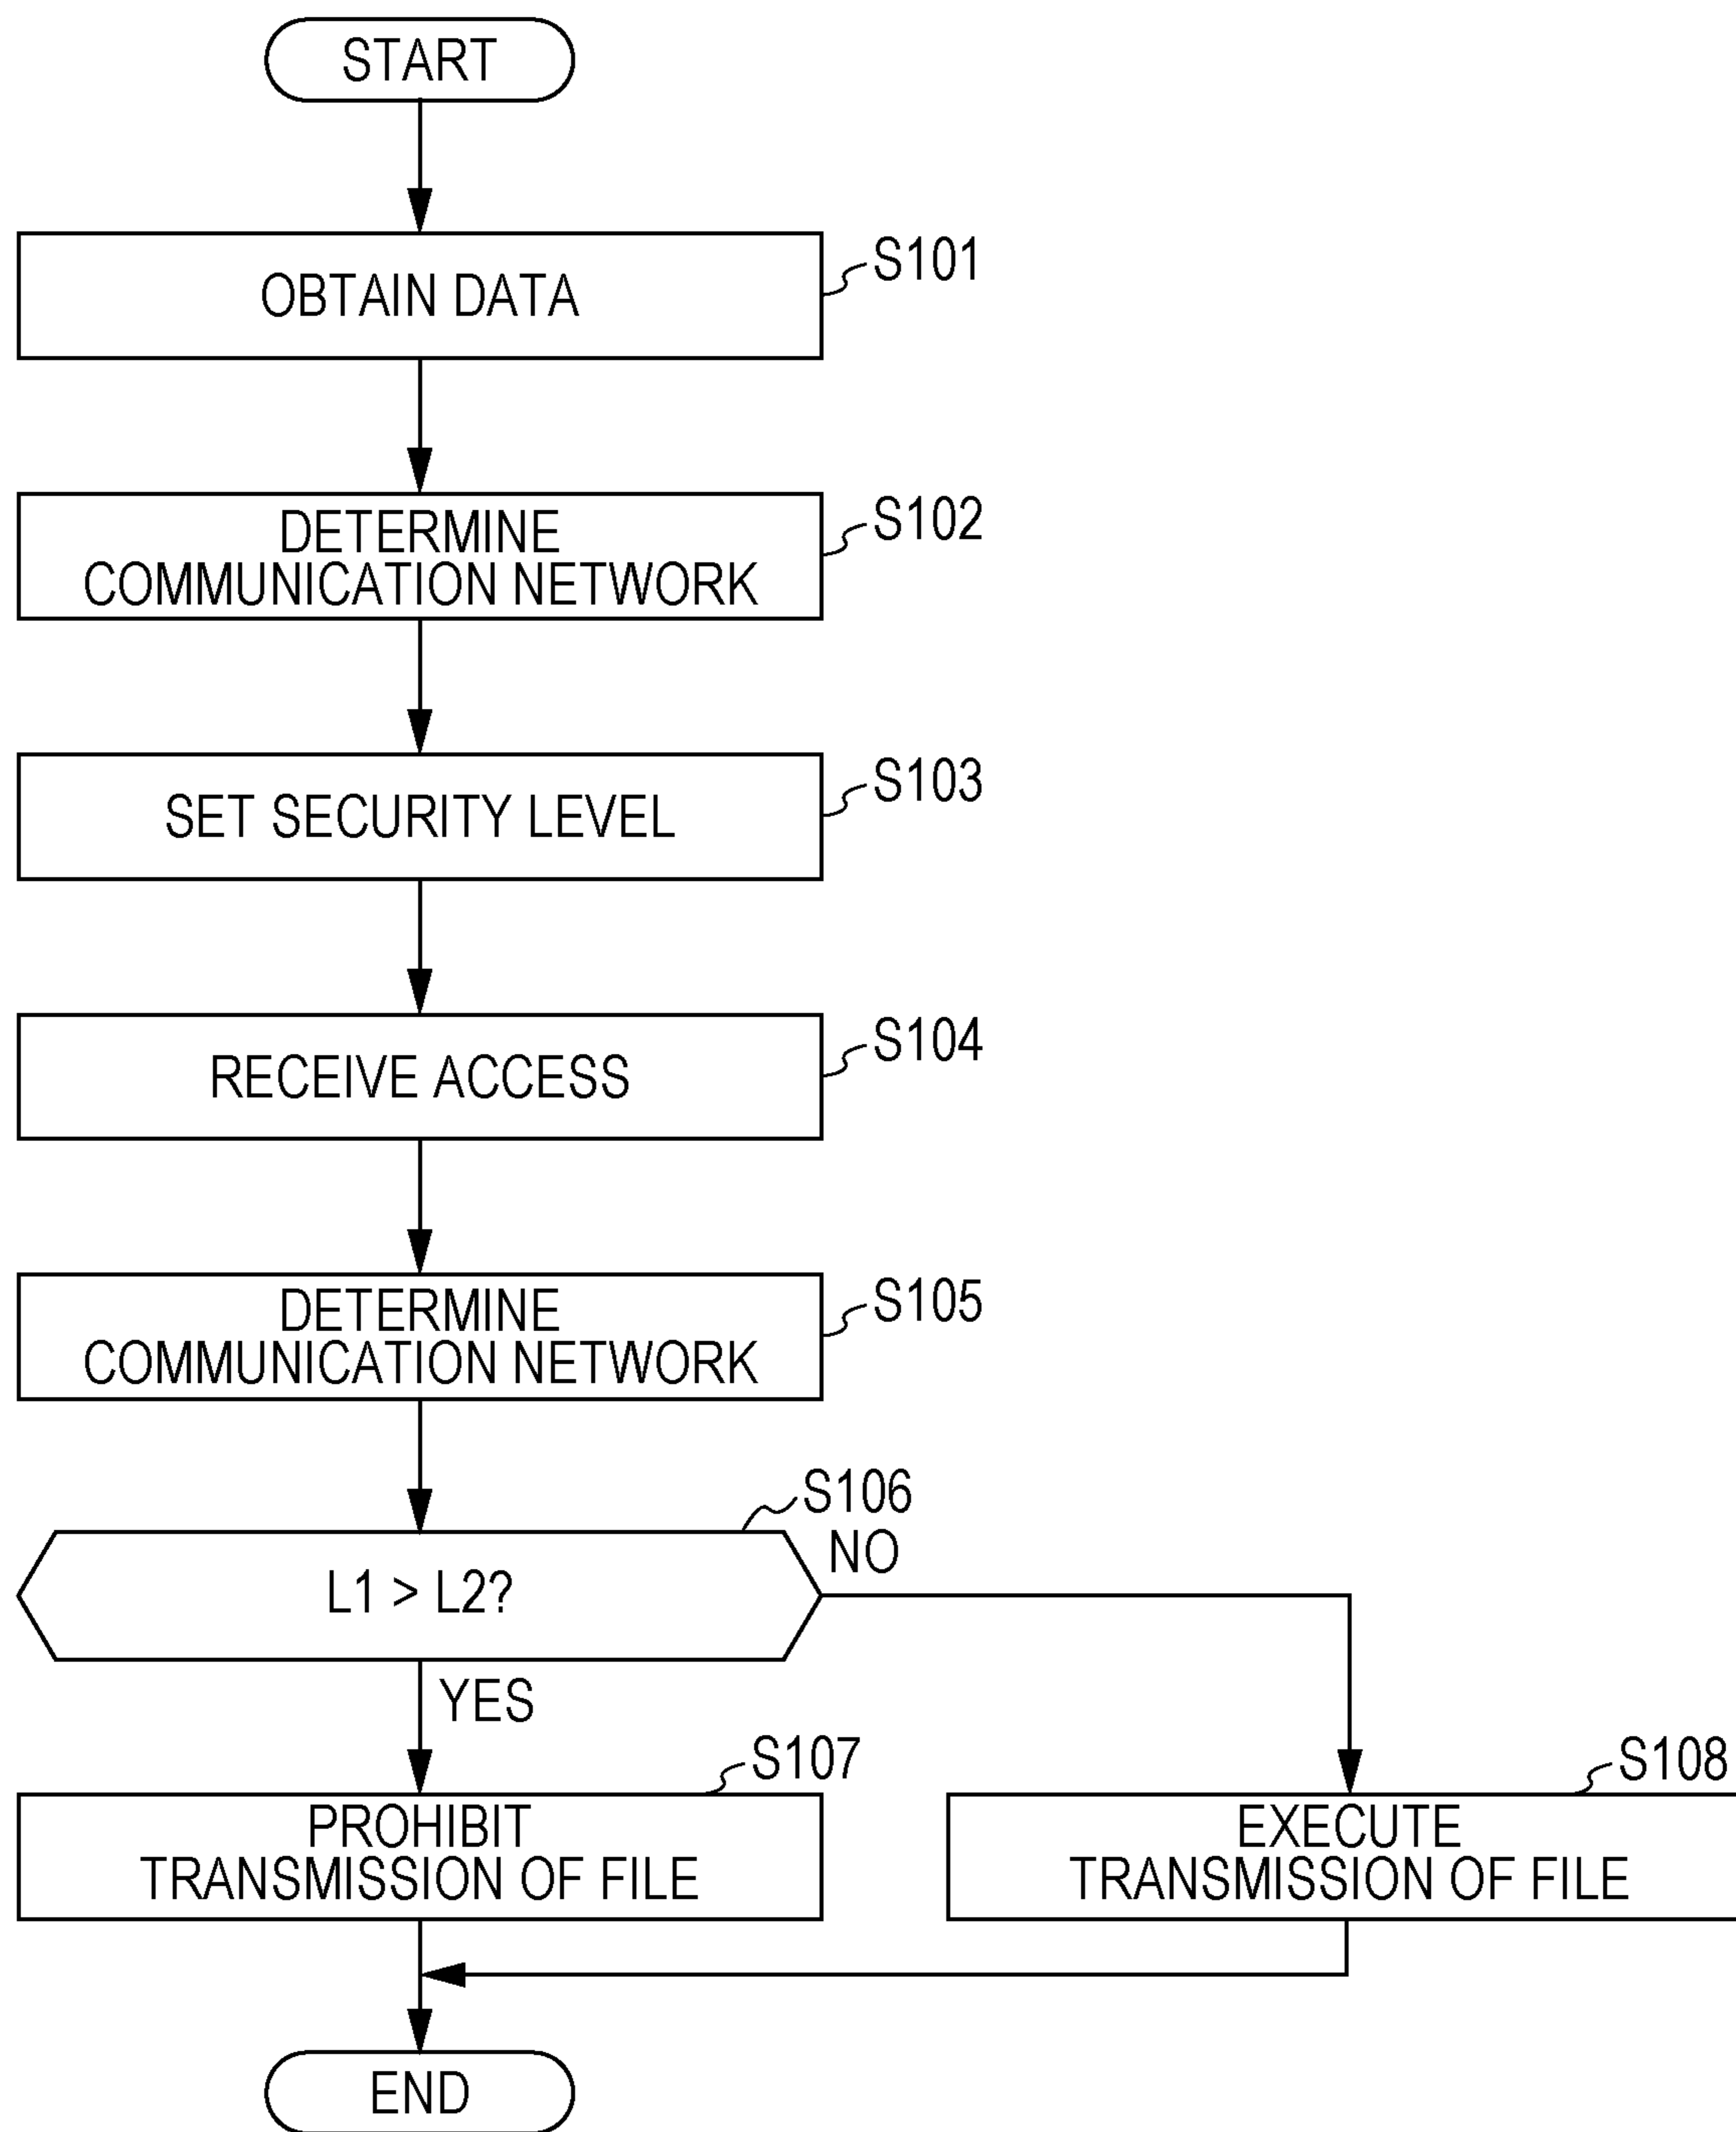 START
OBTAIN DATA
S101
DETERMINE
COMMUNICATION NETWORK
S102
SET SECURITY LEVEL
S103
RECEIVE ACCESS
S104
DETERMINE
COMMUNICATION NETWORK
S105
S106
L1 > L2?
NO
YES
S107
PROHIBIT
TRANSMISSION OF FILE
S108
EXECUTE
TRANSMISSION OF FILE
END